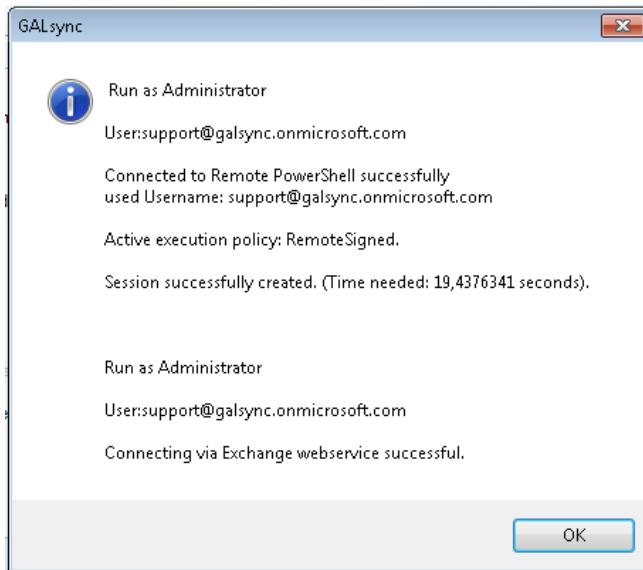 GALsync
Run as Administrator
User:support@galsync.onmicrosoft.com
Connected to Remote PowerShell successfully
used Username: support@galsync.onmicrosoft.com
Active execution policy: RemoteSigned.
Session successfully created. (Time needed: 19,4376341 seconds).
Run as Administrator
User:support@galsync.onmicrosoft.com
Connecting via Exchange webservice successful.
OK